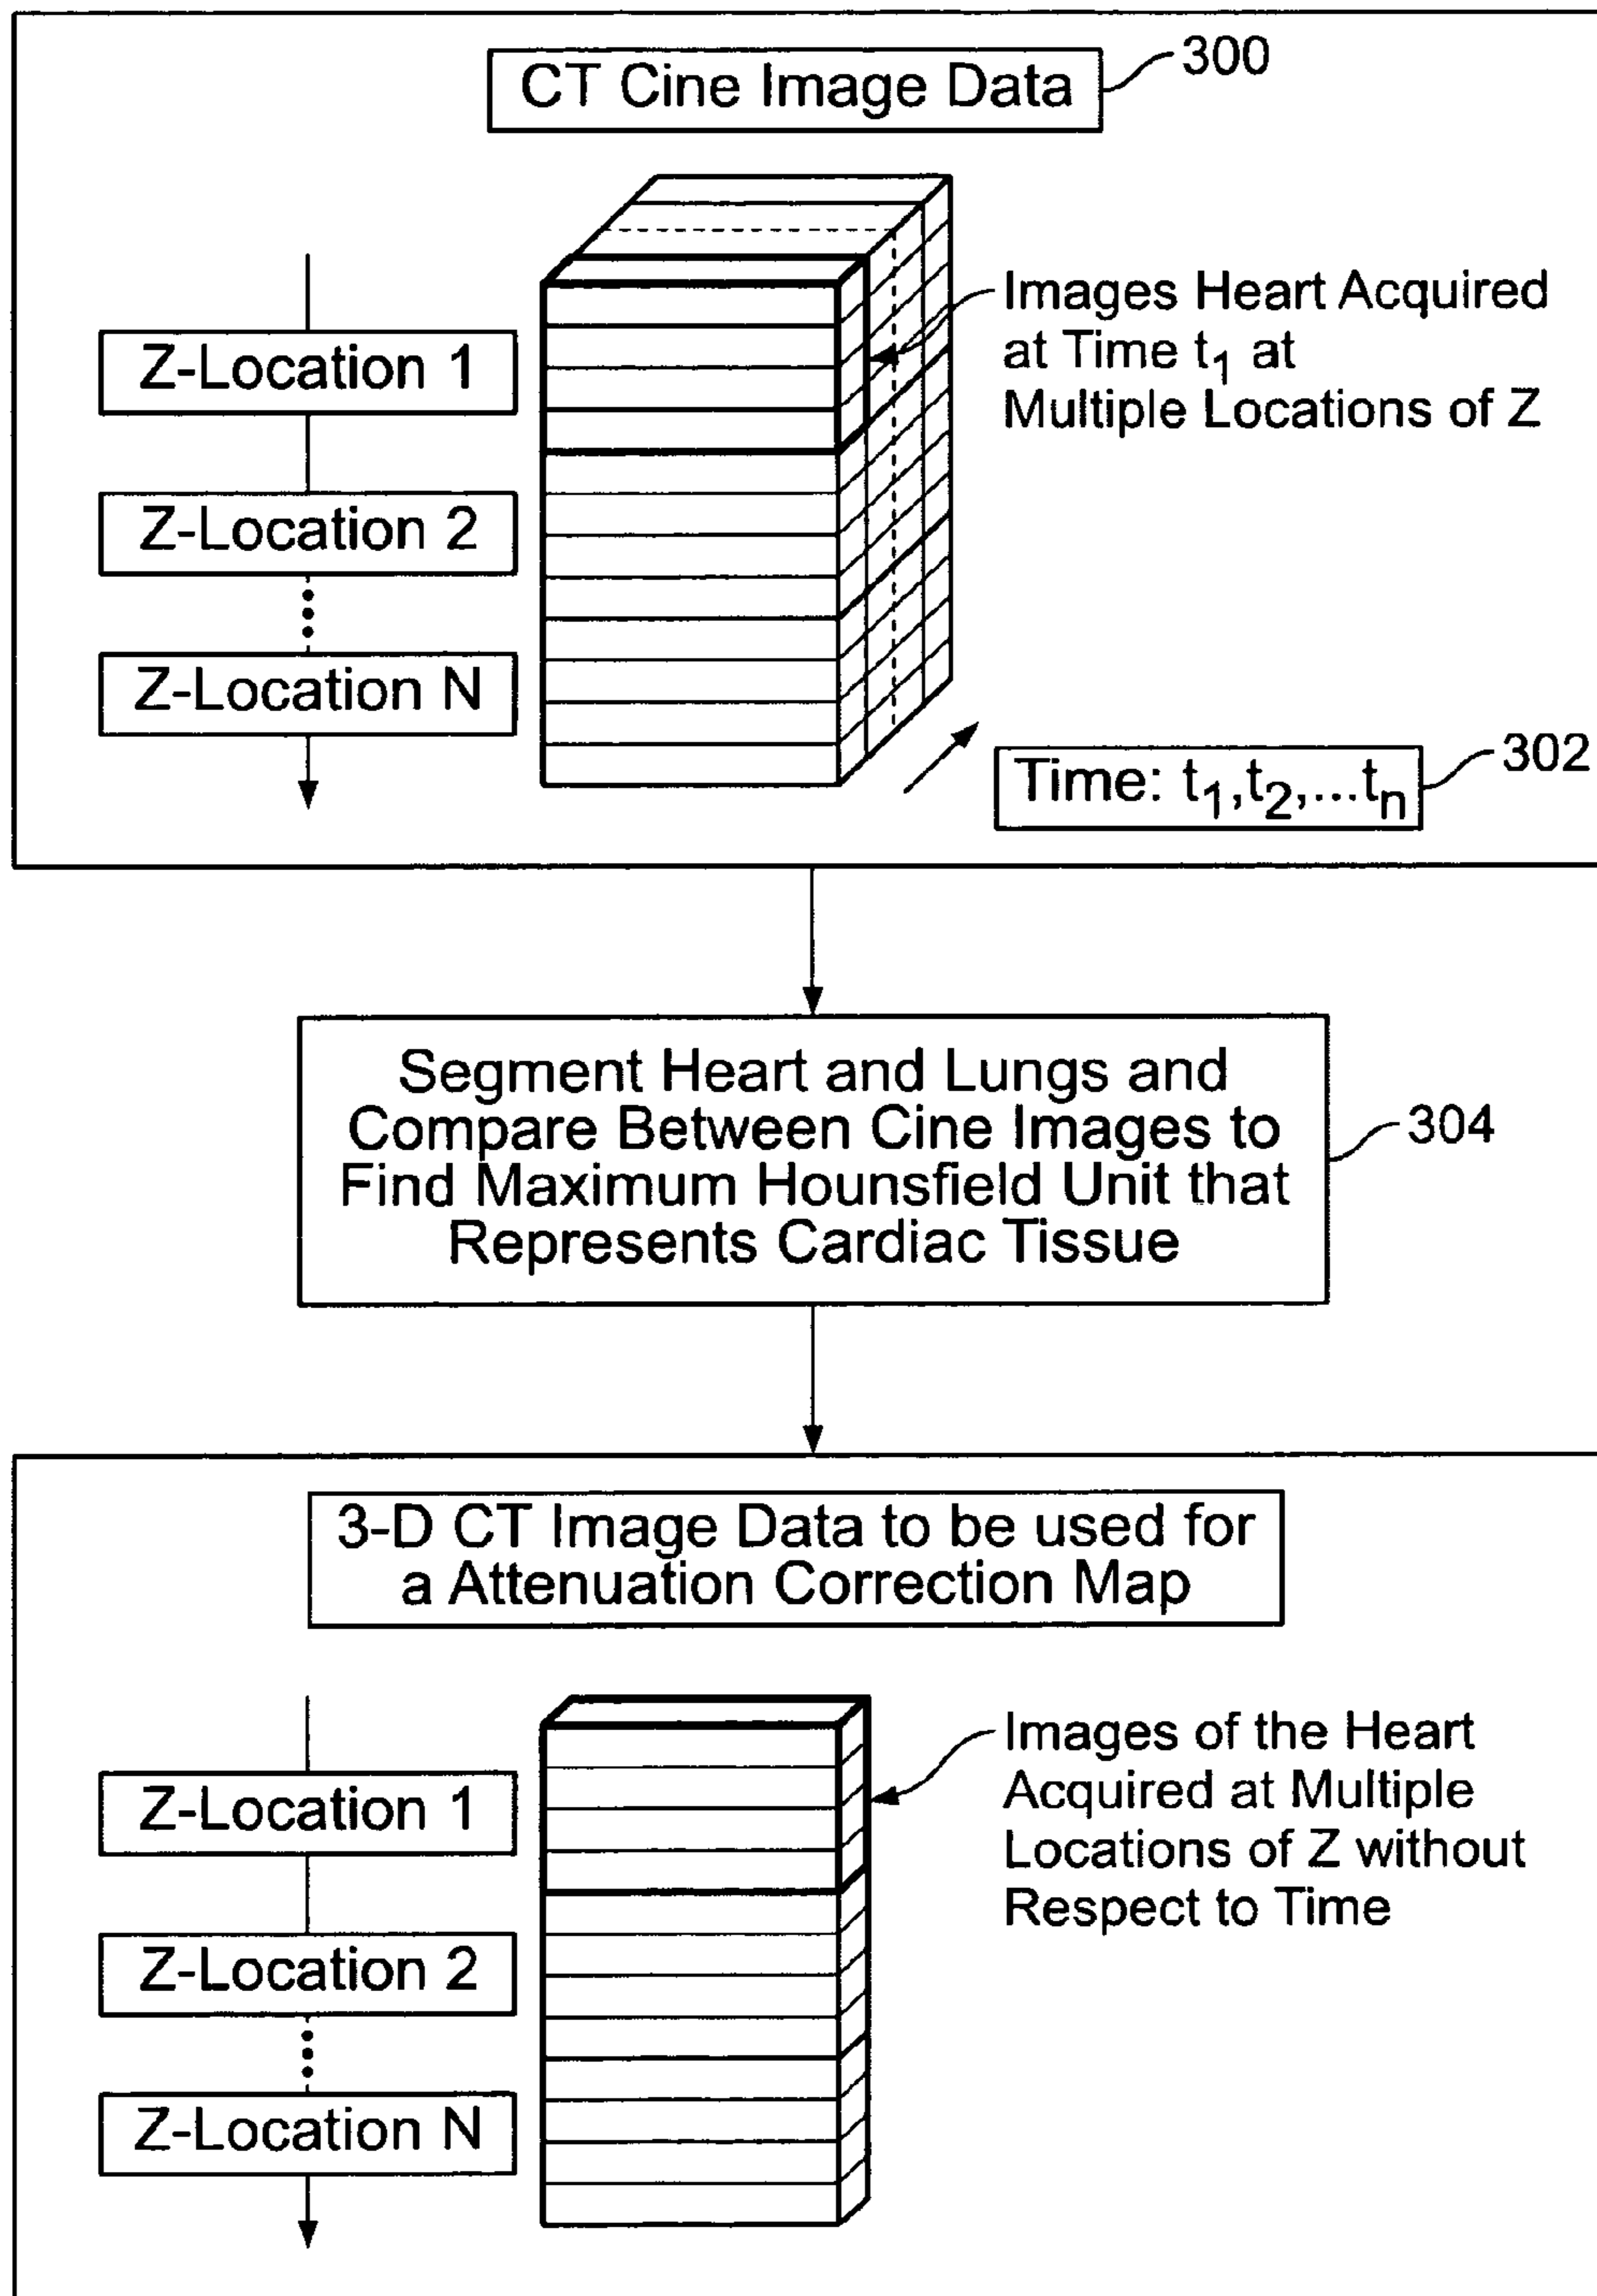 CT Cine Image Data
300
Z-Location 1
Z-Location 2
Z-Location N
Images Heart Acquired
at Time t₁ at
Multiple Locations of Z
Time: t₁,t₂,...tₙ
302
Segment Heart and Lungs and
Compare Between Cine Images to
Find Maximum Hounsfield Unit that
Represents Cardiac Tissue
304
3-D CT Image Data to be used for
a Attenuation Correction Map
Z-Location 1
Z-Location 2
Z-Location N
Images of the Heart
Acquired at Multiple
Locations of Z without
Respect to Time